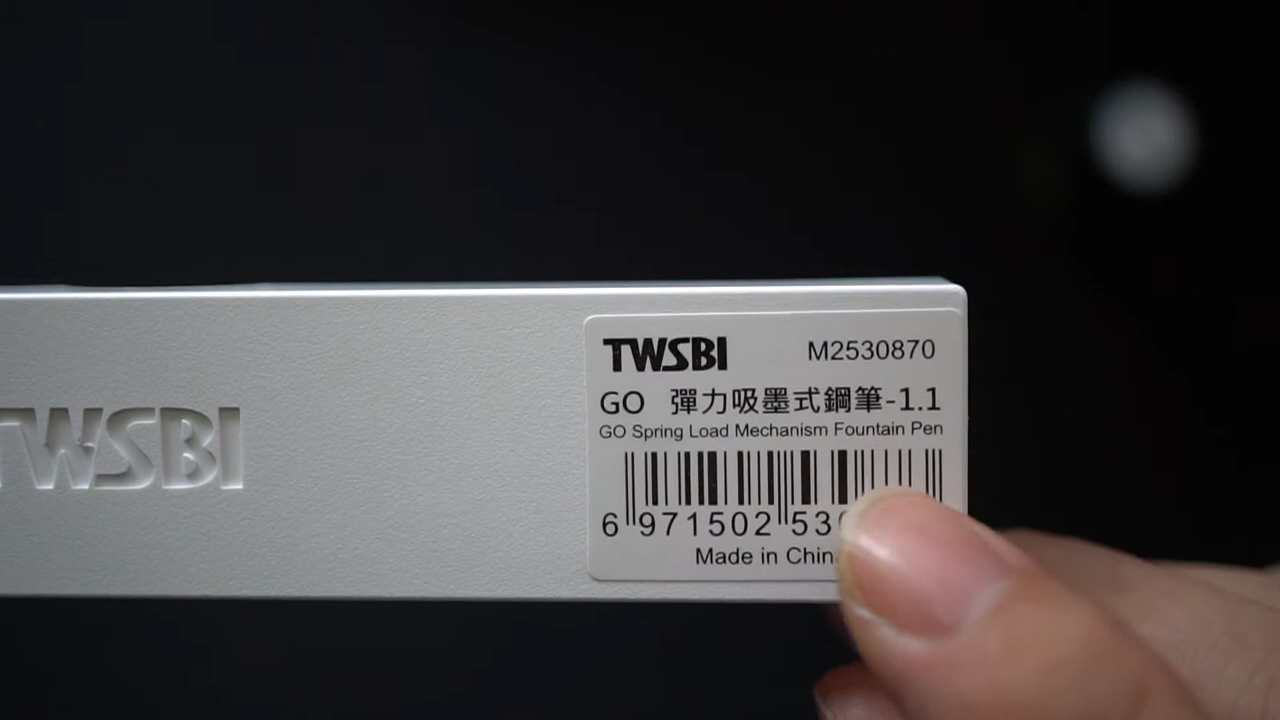 TWSBI
TWSBI M2530870
GO 彈力吸墨式鋼筆-1.1
GO Spring Load Mechanism Fountain Pen
6 971502 53
Made in China